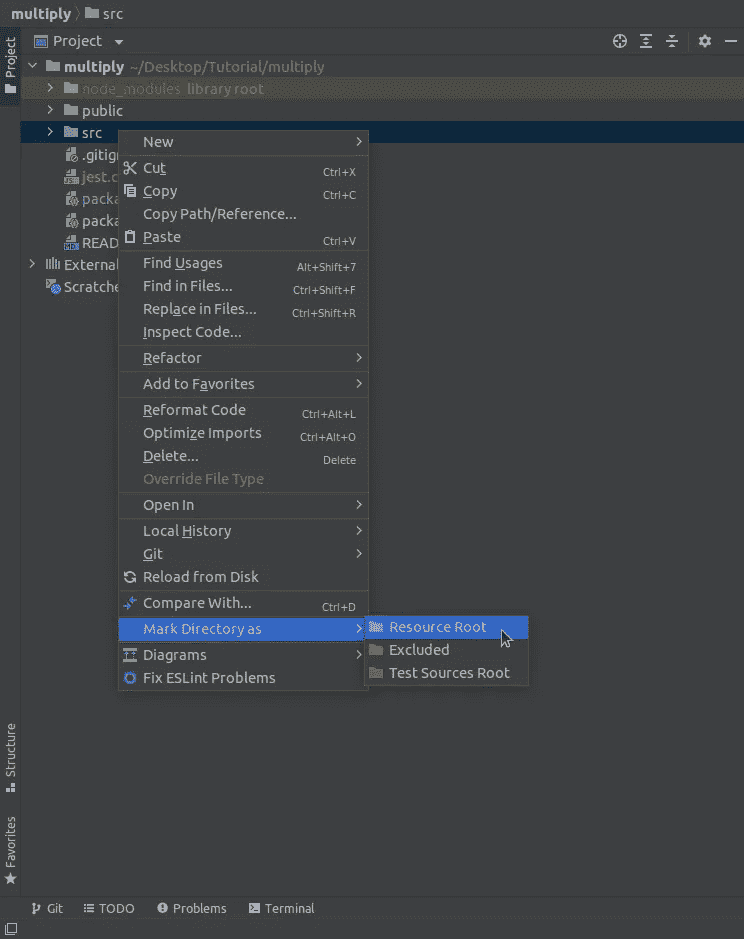 multiply src
Project
Project
multiply ~/Desktop/Tutorial/multiply
node_modules library root
public
src
.gitig
jest.c
packa
packa
READ
Externa
Scratche
New
Cut Ctrl+X
Copy Ctrl+C
Copy Path/Reference...
Paste Ctrl+V
Find Usages Alt+Shift+7
Find in Files... Ctrl+Shift+F
Replace in Files... Ctrl+Shift+R
Inspect Code...
Refactor
Add to Favorites
Reformat Code Ctrl+Alt+L
Optimize Imports Ctrl+Alt+O
Delete... Delete
Override File Type
Open In
Local History
Git
Reload from Disk
Compare With... Ctrl+D
Mark Directory as
Diagrams
Fix ESLint Problems
Resource Root
Excluded
Test Sources Root
Structure
Favorites
Git TODO Problems Terminal